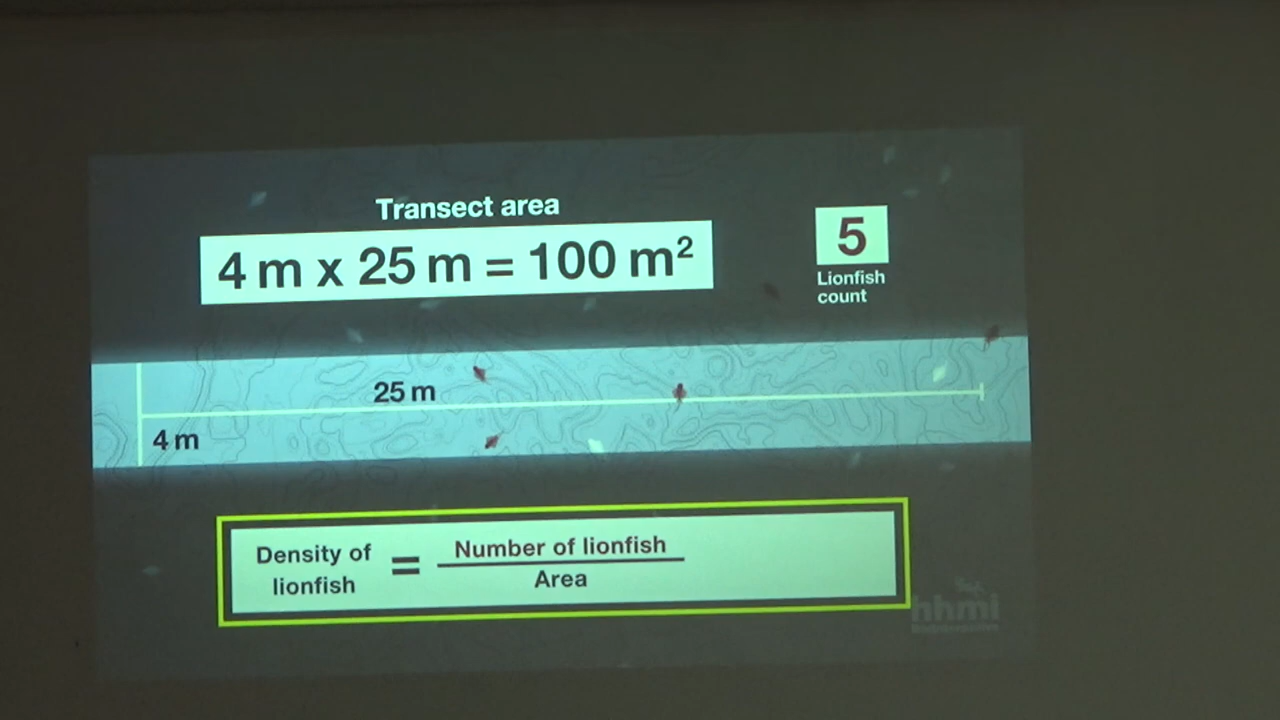 Transect area
4 m x 25 m = 100 m²
5
Lionfish
count
25 m
4 m
Density of
lionfish
=
Number of lionfish
Area
hhmi